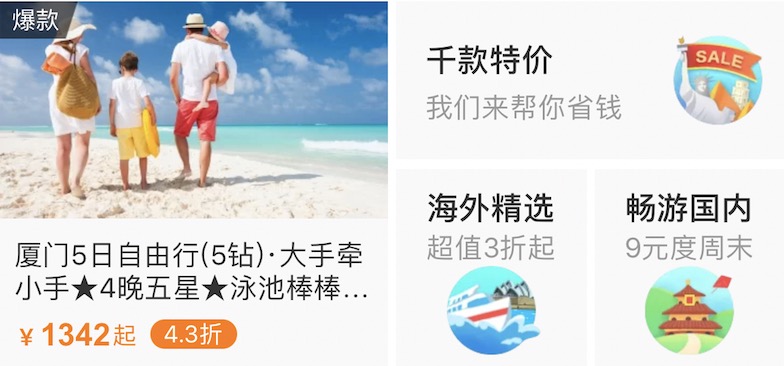 爆款
厦门5日自由行(5钻)·大手牵
小手★4晚五星★泳池棒棒...
¥ 1342起 4.3折
千款特价
我们来帮你省钱
SALE
海外精选
超值3折起
畅游国内
9元度周末